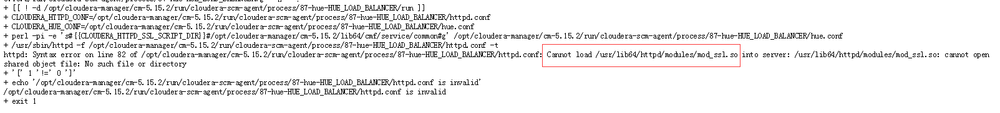 + [[ ! -d /opt/cloudera-manager/cm-5.15.2/run/cloudera-scm-agent/process/87-hue-HUE_LOAD_BALANCER/run ]]
+ CLOUDERA_HTTPD_CONF=/opt/cloudera-manager/cm-5.15.2/run/cloudera-scm-agent/process/87-hue-HUE_LOAD_BALANCER/httpd.conf
+ CLOUDERA_HUE_CONF=/opt/cloudera-manager/cm-5.15.2/run/cloudera-scm-agent/process/87-hue-HUE_LOAD_BALANCER/hue.conf
+ perl -pi -e 's#{{CLOUDERA_HTTPD_SSL_SCRIPT_DIR}}#/opt/cloudera-manager/cm-5.15.2/lib64/cmf/service/common#g' /opt/cloudera-manager/cm-5.15.2/run/cloudera-scm-agent/process/87-hue-HUE_LOAD_BALANCER/hue.conf
+ /usr/sbin/httpd -f /opt/cloudera-manager/cm-5.15.2/run/cloudera-scm-agent/process/87-hue-HUE_LOAD_BALANCER/httpd.conf -t
httpd: Syntax error on line 82 of /opt/cloudera-manager/cm-5.15.2/run/cloudera-scm-agent/process/87-hue-HUE_LOAD_BALANCER/httpd.conf: Cannot load /usr/lib64/httpd/modules/mod_ssl.so into server: /usr/lib64/httpd/modules/mod_ssl.so: cannot open
shared object file: No such file or directory
+ '[' 1 '!=' 0 ']'
+ echo '/opt/cloudera-manager/cm-5.15.2/run/cloudera-scm-agent/process/87-hue-HUE_LOAD_BALANCER/httpd.conf is invalid'
/opt/cloudera-manager/cm-5.15.2/run/cloudera-scm-agent/process/87-hue-HUE_LOAD_BALANCER/httpd.conf is invalid
+ exit 1